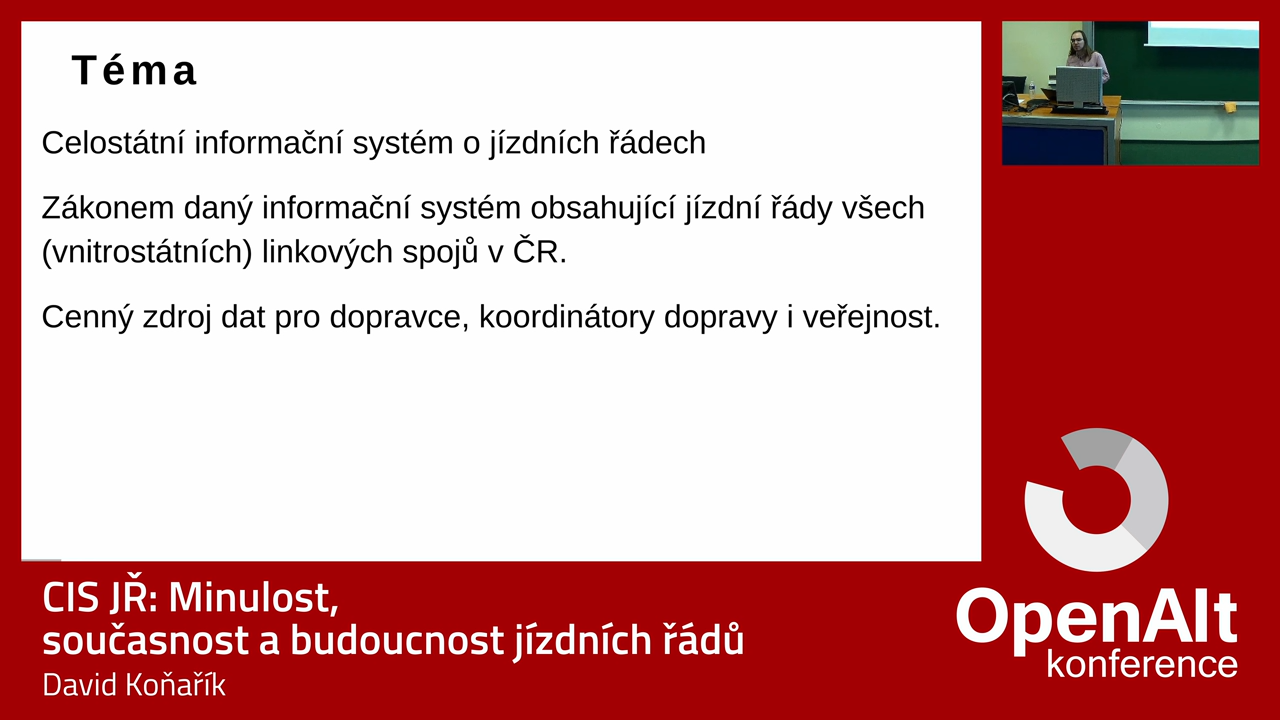 Téma
Celostátní informační systém o jízdních řádech
Zákonem daný informační systém obsahující jízdní řády všech
(vnitrostátních) linkových spojů v ČR.
Cenný zdroj dat pro dopravce, koordinátory dopravy i veřejnost.
CIS JŘ: Minulost,
současnost a budoucnost jízdních řádů
David Koňařík
OpenAlt
konference